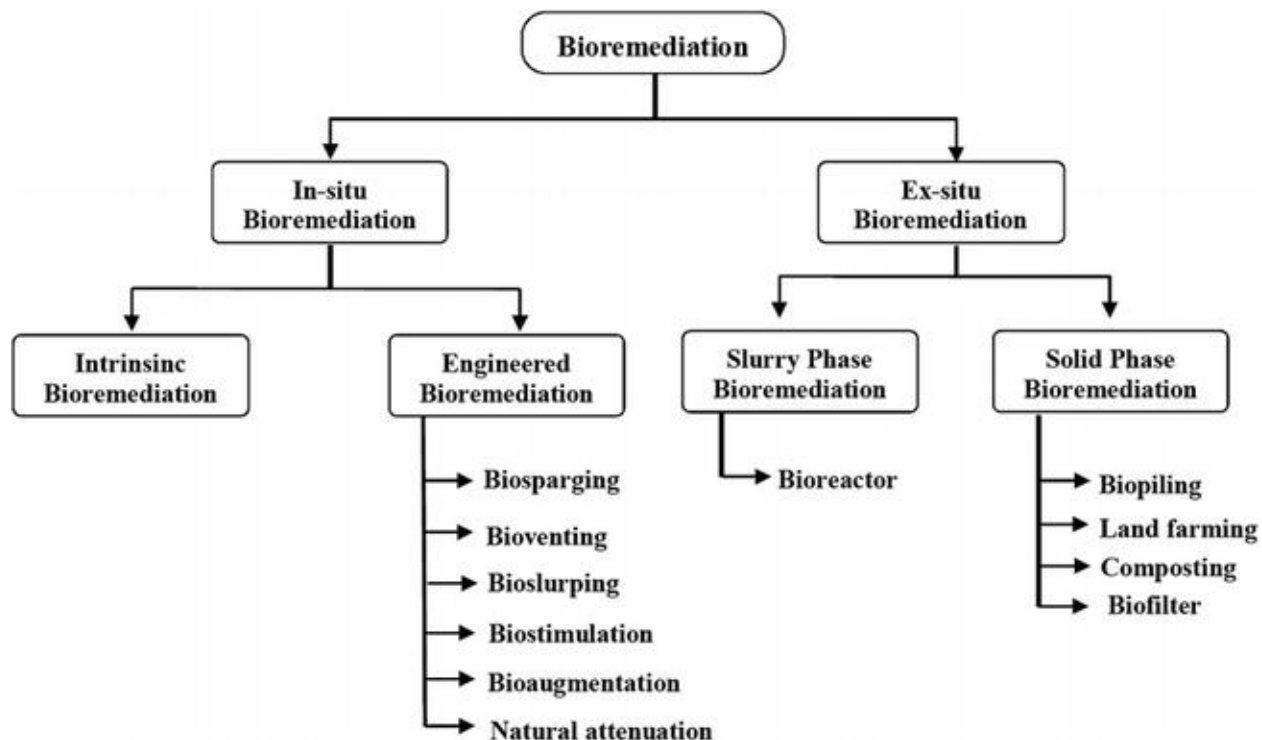 Bioremediation
In-situ
Bioremediation
Ex-situ
Bioremediation
Intrinsinc
Bioremediation
Engineered
Bioremediation
Slurry Phase
Bioremediation
Solid Phase
Bioremediation
Biosparging
Bioventing
Bioslurping
Biostimulation
Bioaugmentation
Natural attenuation
Bioreactor
Biopiling
Land farming
Composting
Biofilter